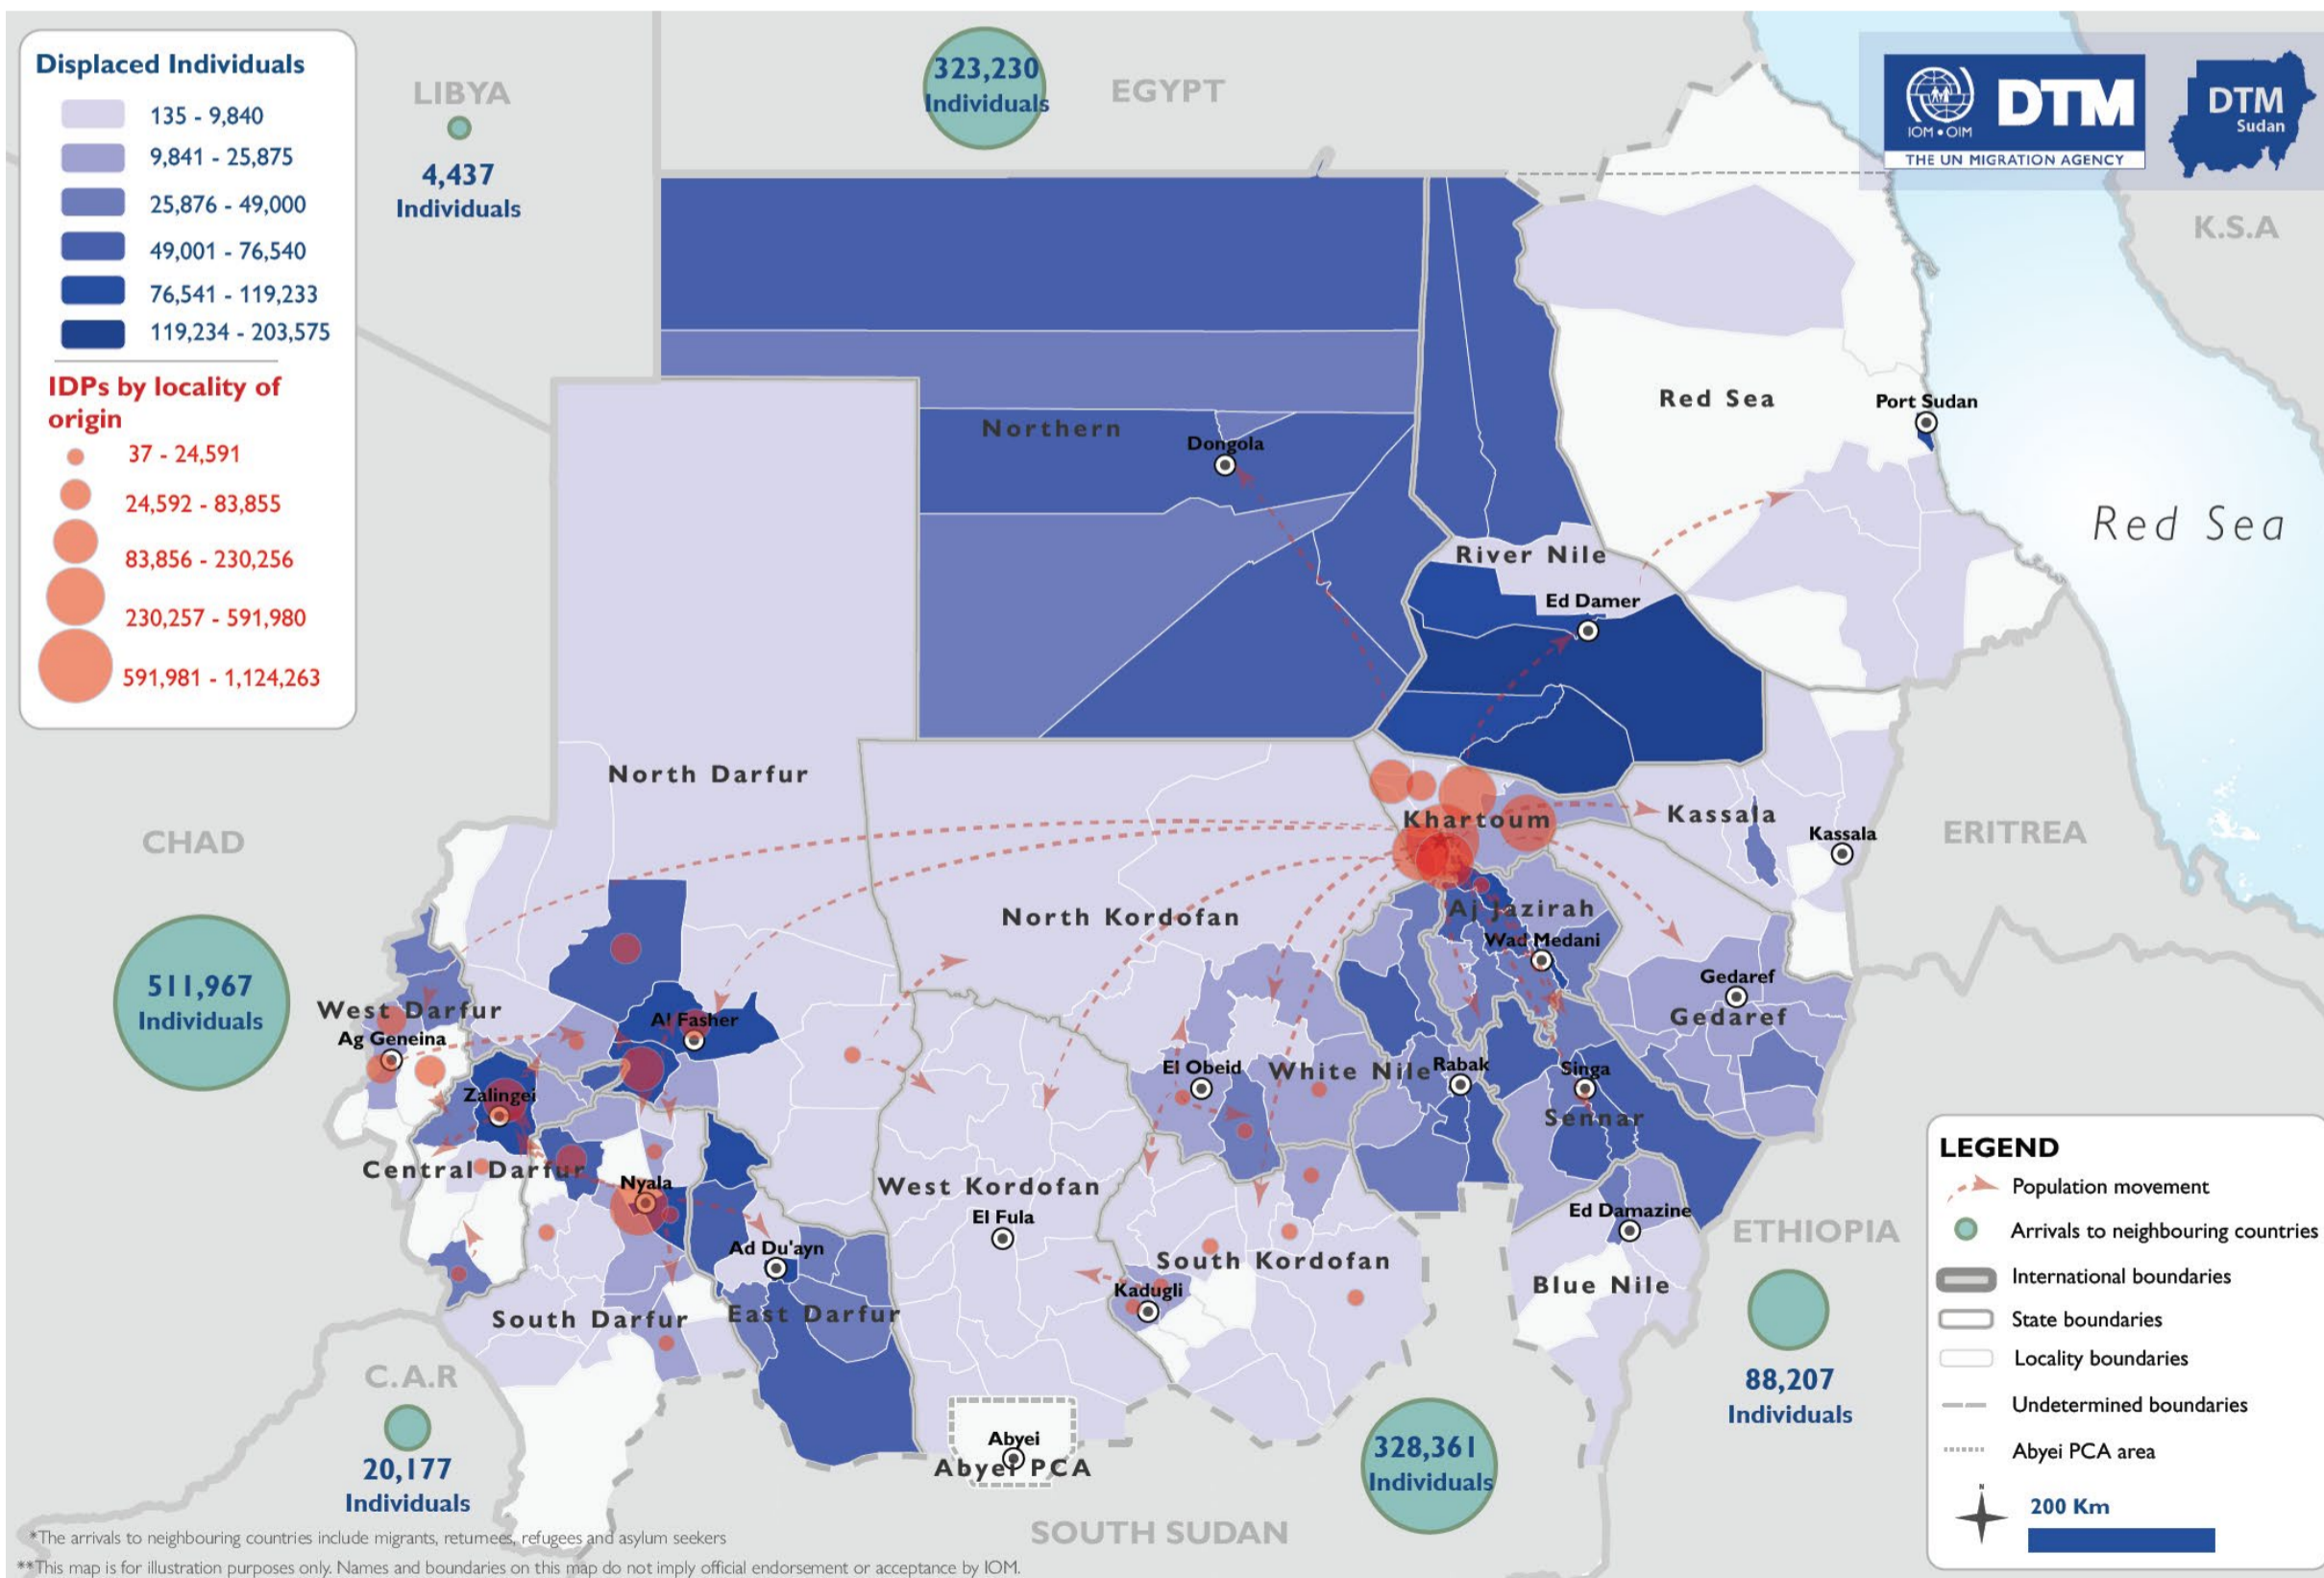 Displaced Individuals
135 - 9,840
9,841 - 25,875
25,876 - 49,000
49,001 - 76,540
76,541 - 119,233
119,234 - 203,575
IDPs by locality of
origin
37 - 24,591
24,592 - 83,855
83,856 - 230,256
230,257 - 591,980
591,981 - 1,124,263
LIBYA
4,437
Individuals
323,230
Individuals
EGYPT
IOM • OIM
DTM
THE UN MIGRATION AGENCY
DTM
Sudan
K.S.A
Red Sea
Port Sudan
Red Sea
Northern
Dongola
River Nile
Ed Damer
North Darfur
Khartoum
Kassala
Kassala
ERITREA
CHAD
511,967
Individuals
North Kordofan
Aj Jazirah
Wad Medani
Gedaref
Gedaref
West Darfur
Ag Geneina
Al Fasher
Zalingei
El Obeid
White Nile
Rabak
Singa
Sennar
Central Darfur
Nyala
West Kordofan
El Fula
Ed Damazine
ETHIOPIA
Ad Du'ayn
South Kordofan
Kadugli
Blue Nile
South Darfur
East Darfur
C.A.R
20,177
Individuals
88,207
Individuals
Abyei
Abyei PCA
328,361
Individuals
SOUTH SUDAN
LEGEND
Population movement
Arrivals to neighbouring countries
International boundaries
State boundaries
Locality boundaries
Undetermined boundaries
Abyei PCA area
N
200 Km
*The arrivals to neighbouring countries include migrants, returnees, refugees and asylum seekers
**This map is for illustration purposes only. Names and boundaries on this map do not imply official endorsement or acceptance by IOM.